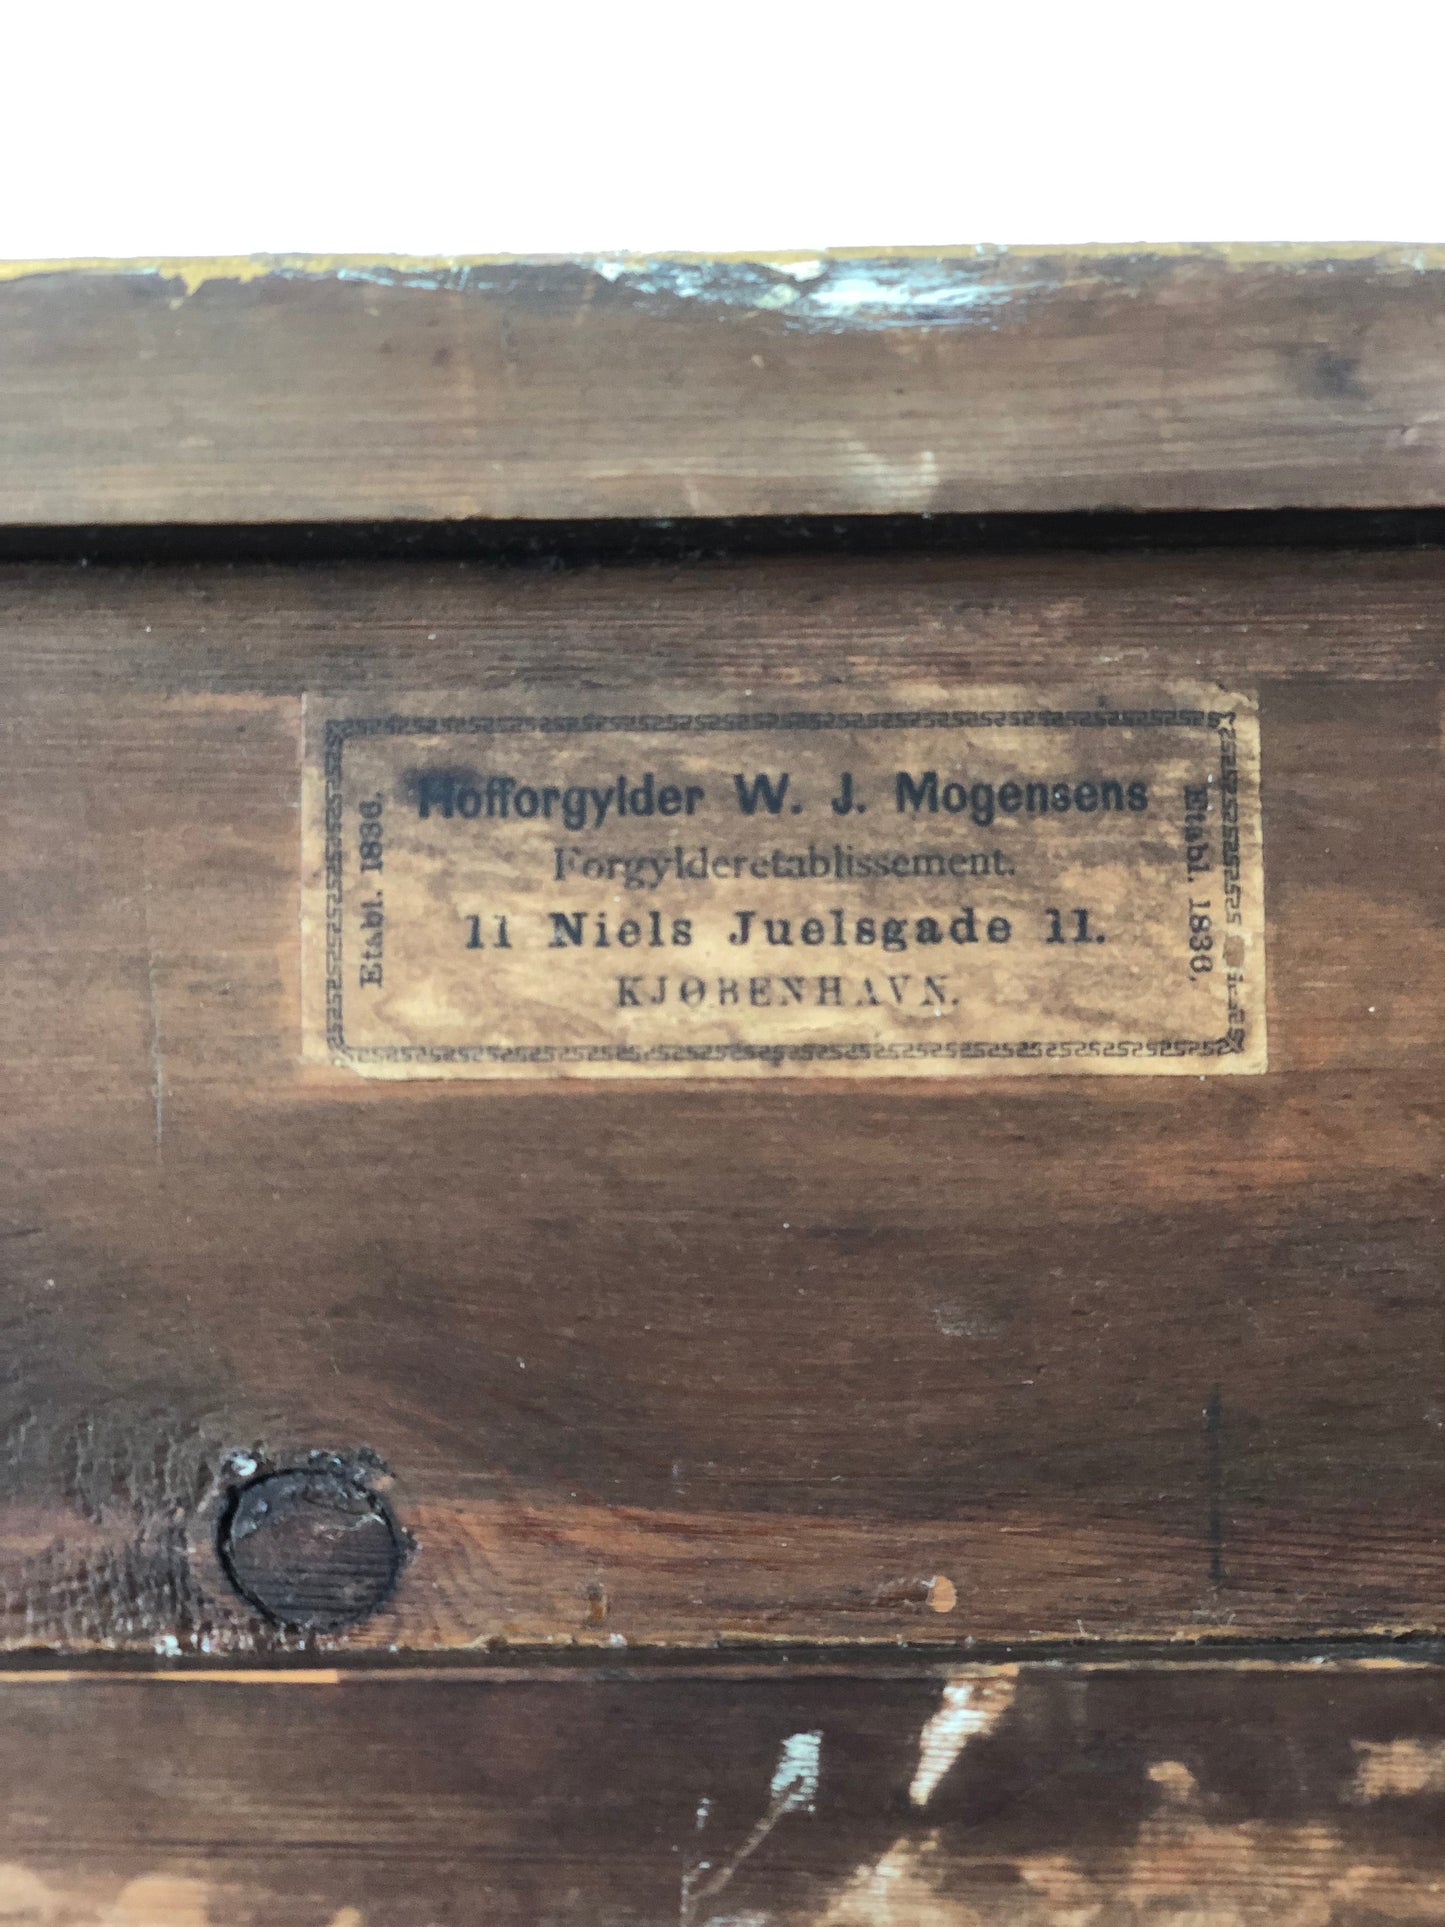 Hofforgylder W. J. Mogensens
Forgylderetablissement.
11 Niels Juelsgade 11.
KJØBENHAVN.
Etabl. 1836.
Etabl. 1836.